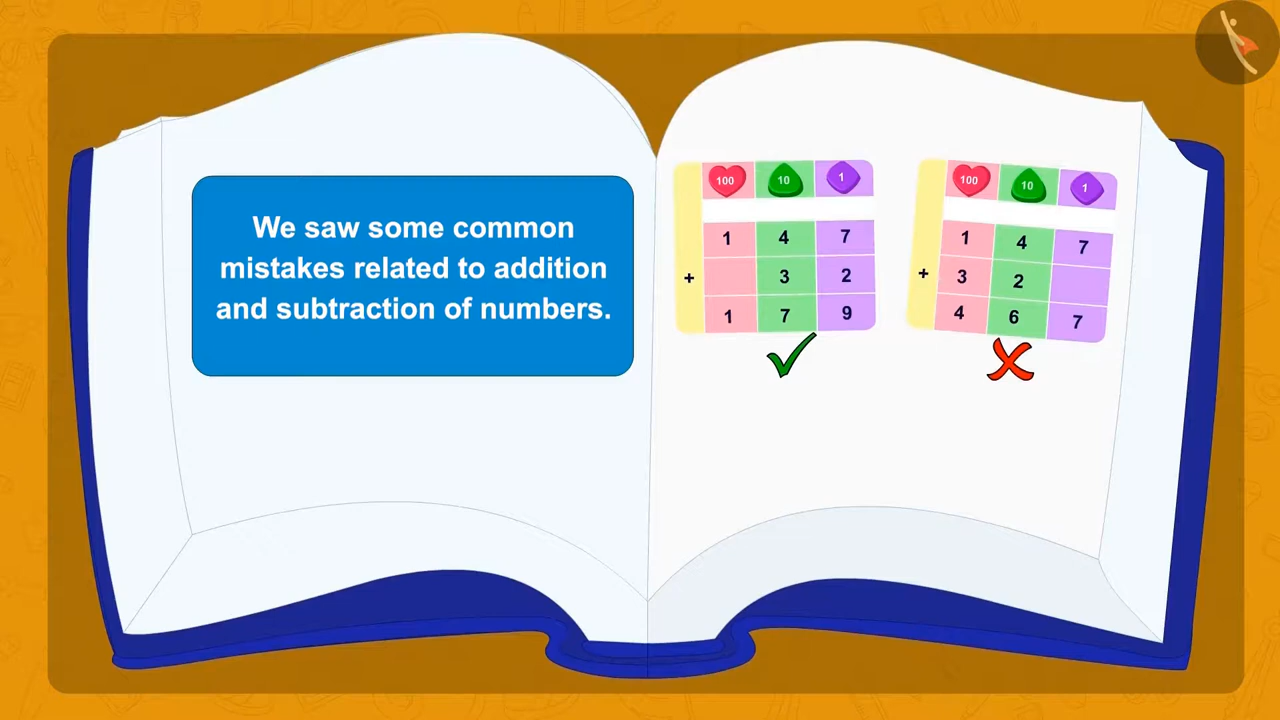 We saw some common
mistakes related to addition
and subtraction of numbers.
100 10 1
1 4 7
+ 3 2
1 7 9
100 10 1
1 4 7
+ 3 2
4 6 7